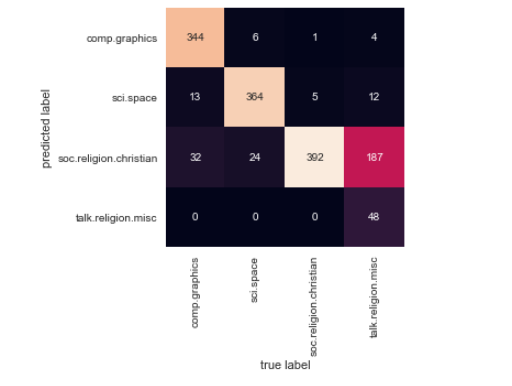 comp.graphics 344 6 1 4
sci.space 13 364 5 12
soc.religion.christian 32 24 392 187
talk.religion.misc 0 0 0 48
predicted label
comp.graphics
sci.space
soc.religion.christian
talk.religion.misc
true label